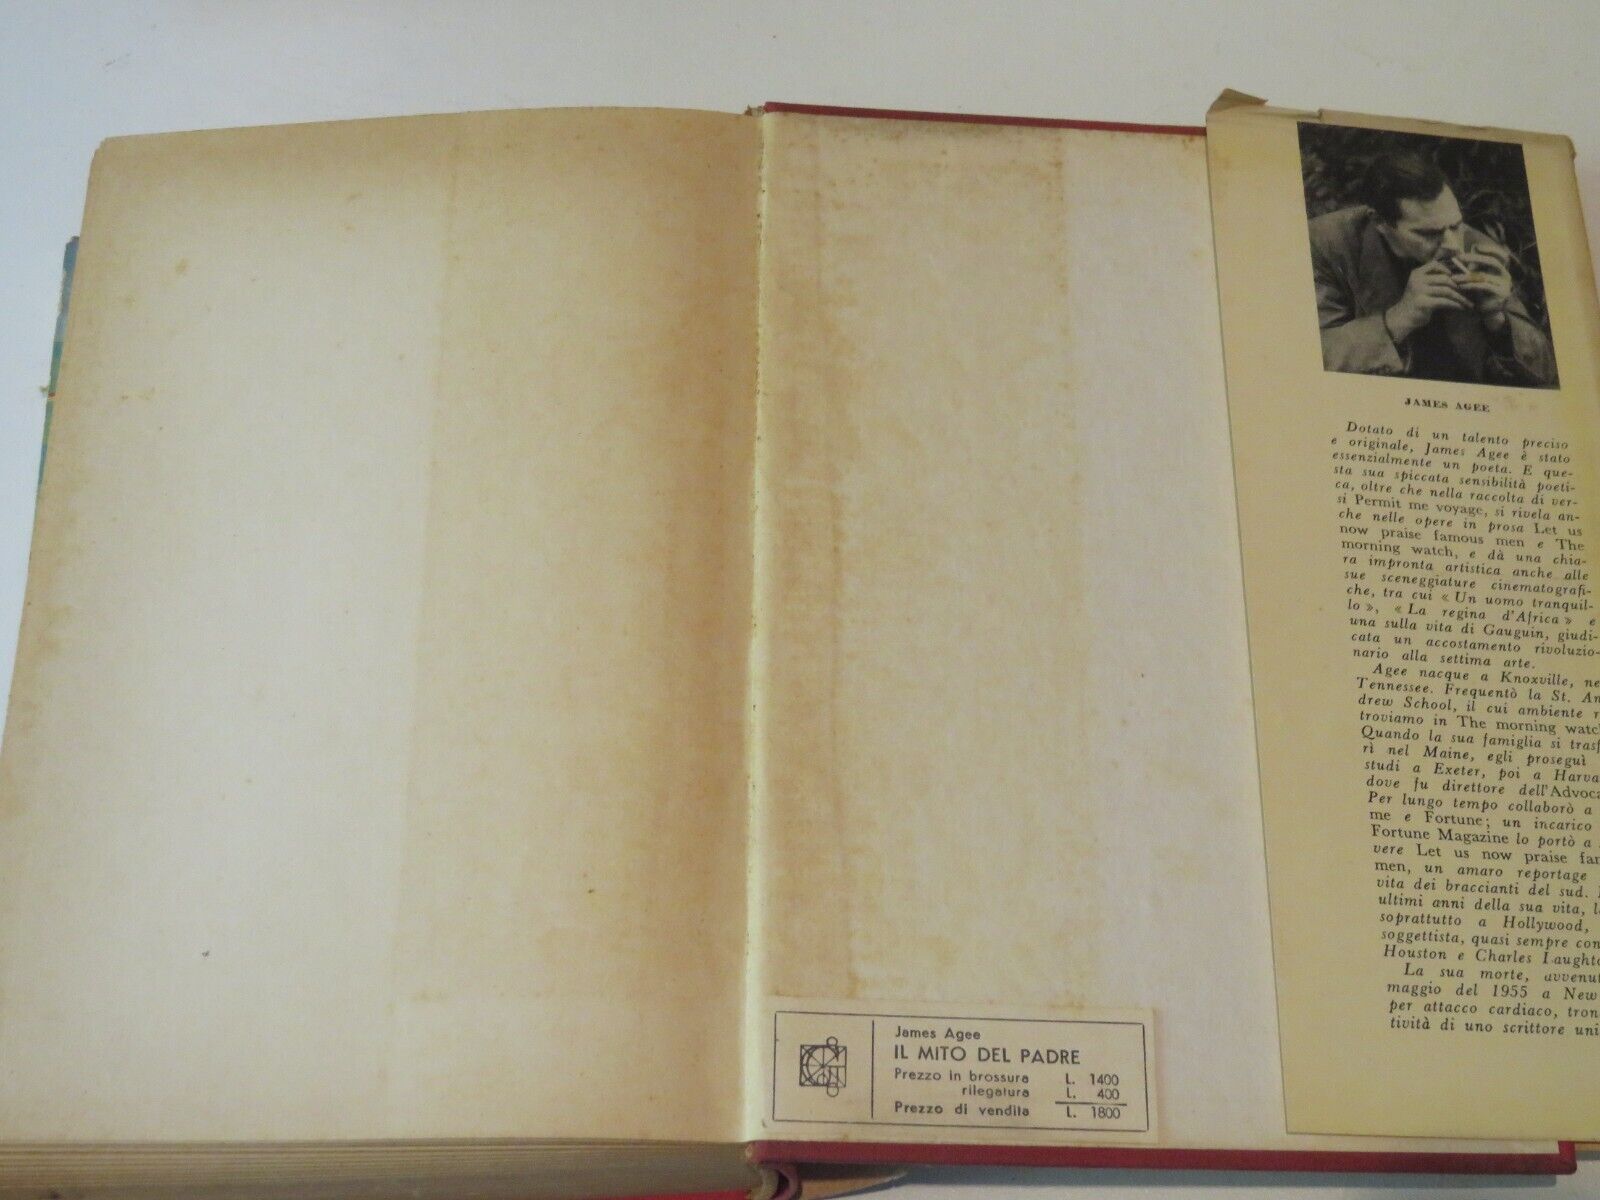 JAMES AGEE
Dotato di un talento preciso
e originale, James Agee è stato
essenzialmente un poeta. E que-
sta sua spiccata sensibilità poeti-
ca, oltre che nella raccolta di ver-
si Permit me voyage, si rivela an-
che nelle opere in prosa Let us
now praise famous men e The
morning watch, e dà una chia-
ra impronta artistica anche alle
sue sceneggiature cinematografi-
che, tra cui « Un uomo tranquil-
lo », « La regina d'Africa » e
una sulla vita di Gauguin, giudi-
cata un accostamento rivoluzio-
nario alla settima arte.
Agee nacque a Knoxville, ne
Tennessee. Frequentò la St. An
drew School, il cui ambiente r
troviamo in The morning watc
Quando la sua famiglia si trasf
rì nel Maine, egli proseguì
studi a Exeter, poi a Harva
dove fu direttore dell'Advoca
Per lungo tempo collaborò a
me e Fortune; un incarico
Fortune Magazine lo portò a
vere Let us now praise fam
men, un amaro reportage
vita dei braccianti del sud.
ultimi anni della sua vita, l
soprattutto a Hollywood,
soggettista, quasi sempre con
Houston e Charles Laughto
La sua morte, avvenut
maggio del 1955 a New
per attacco cardiaco, tron
tività di uno scrittore uni
James Agee
IL MITO DEL PADRE
Prezzo in brossura L. 1400
rilegatura L. 400
Prezzo di vendita L. 1800